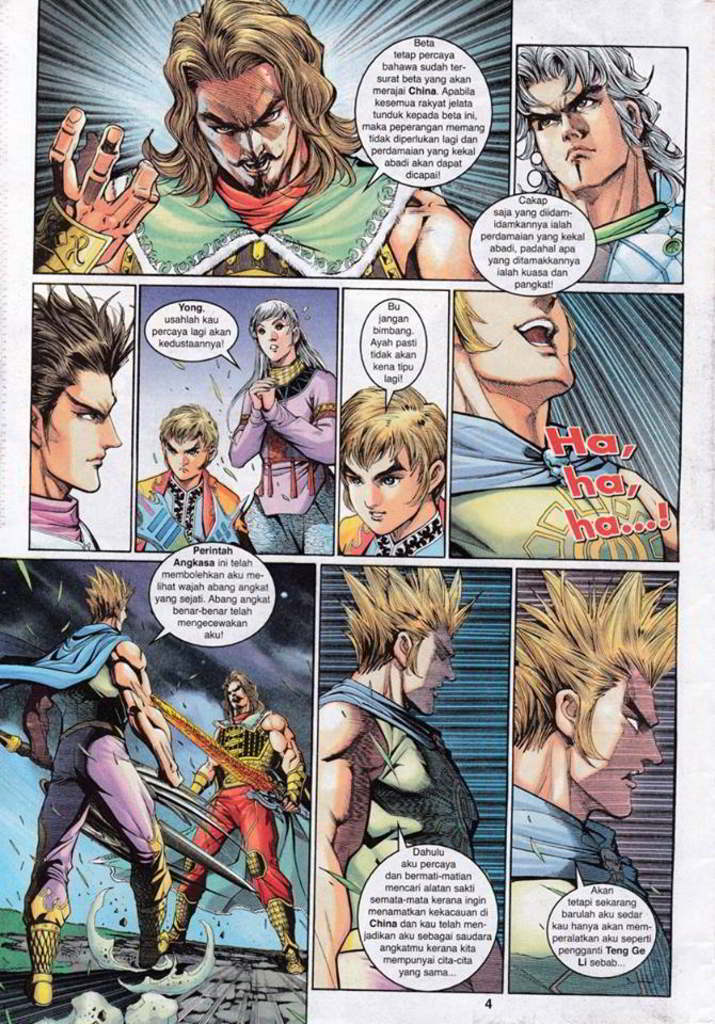 Beta
tetap percaya
bahawa sudah ter-
surat beta yang akan
merajai China. Apabila
kesemua rakyat jelata
tunduk kepada beta ini,
maka peperangan memang
tidak diperlukan lagi dan
perdamaian yang kekal
abadi akan dapat
dicapai!
Cakap
saja yang diidam-
idamkannya ialah
perdamaian yang kekal
abadi, padahal apa
yang ditamakkannya
ialah kuasa dan
pangkat!
Yong,
usahlah kau
percaya lagi akan
kedustaannya!
Bu
jangan
bimbang.
Ayah pasti
tidak akan
kena tipu
lagi!
Ha,
ha,
ha...!
Perintah
Angkasa ini telah
membolehkan aku me-
lihat wajah abang angkat
yang sejati. Abang angkat
benar-benar telah
mengecewakan
aku!
Dahulu
aku percaya
dan bermati-matian
mencari alatan sakti
semata-mata kerana ingin
menamatkan kekacauan di
China dan kau telah men-
jadikan aku sebagai saudara
angkatmu kerana kita
mempunyai cita-cita
yang sama...
Akan
tetapi sekarang
barulah aku sedar
kau hanya akan mem-
peralatkan aku seperti
pengganti Teng Ge
Li sebab...
4